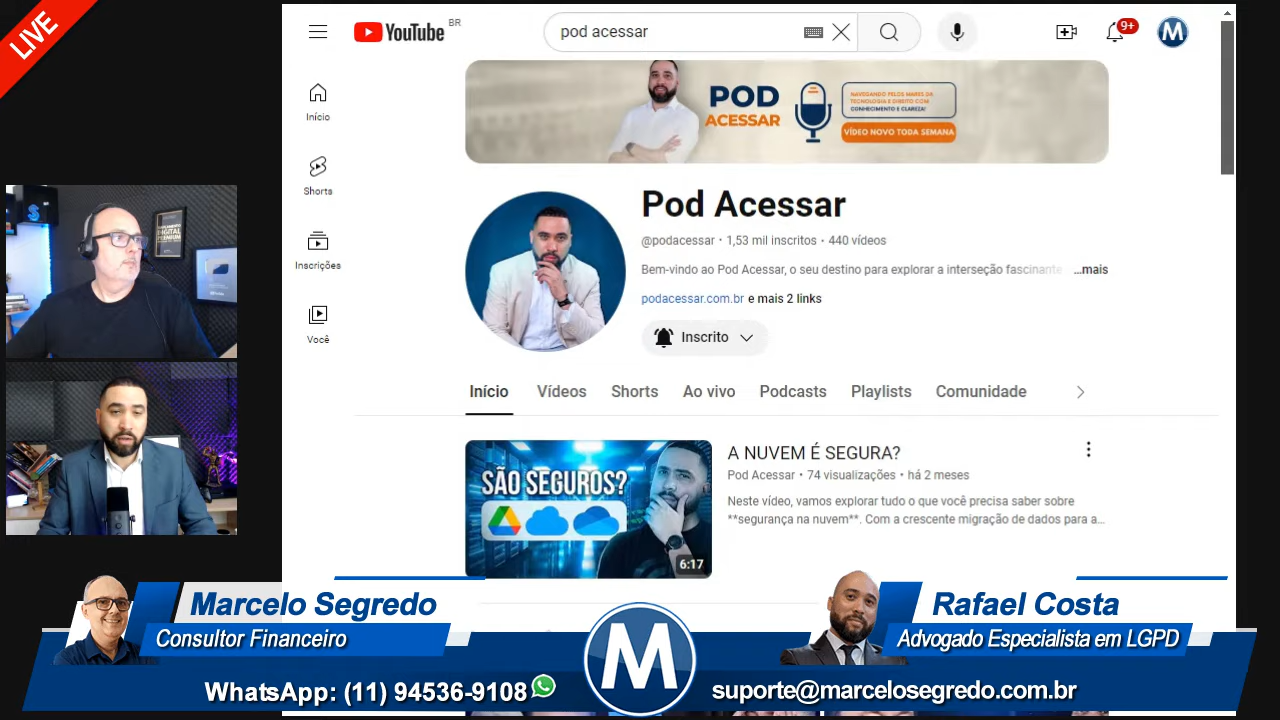 LIVE
YouTube BR
pod acessar
9+
M
Início
Shorts
Inscrições
Você
POD
ACESSAR
NAVEGANDO PELOS MARES DA
TECNOLOGIA E DIREITO COM
CONHECIMENTO E CLAREZA!
VÍDEO NOVO TODA SEMANA
Pod Acessar
@podacessar • 1,53 mil inscritos • 440 vídeos
Bem-vindo ao Pod Acessar, o seu destino para explorar a interseção fascinante ...mais
podacessar.com.br e mais 2 links
Inscrito
Início Vídeos Shorts Ao vivo Podcasts Playlists Comunidade
SÃO SEGUROS?
6:17
A NUVEM É SEGURA?
Pod Acessar • 74 visualizações • há 2 meses
Neste vídeo, vamos explorar tudo o que você precisa saber sobre
**segurança na nuvem**. Com a crescente migração de dados para a...
Marcelo Segredo
Consultor Financeiro
WhatsApp: (11) 94536-9108
M
Rafael Costa
Advogado Especialista em LGPD
suporte@marcelosegredo.com.br